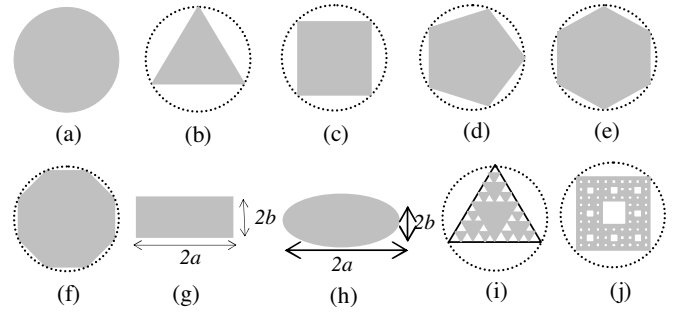 (a) (b) (c) (d) (e)
2b 2b
2a 2a
(f) (g) (h) (i) (j)